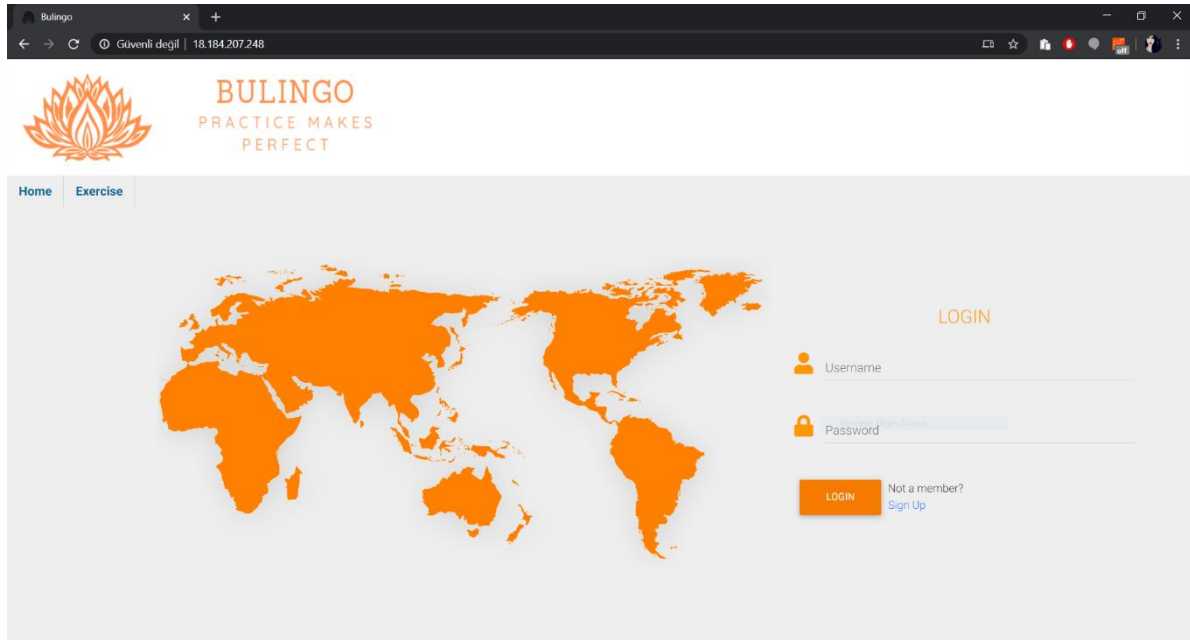 Bulingo
Güvenli değil | 18.184.207.248
off
BULINGO
PRACTICE MAKES
PERFECT
Home
Exercise
LOGIN
Username
Password
LOGIN
Not a member?
Sign Up